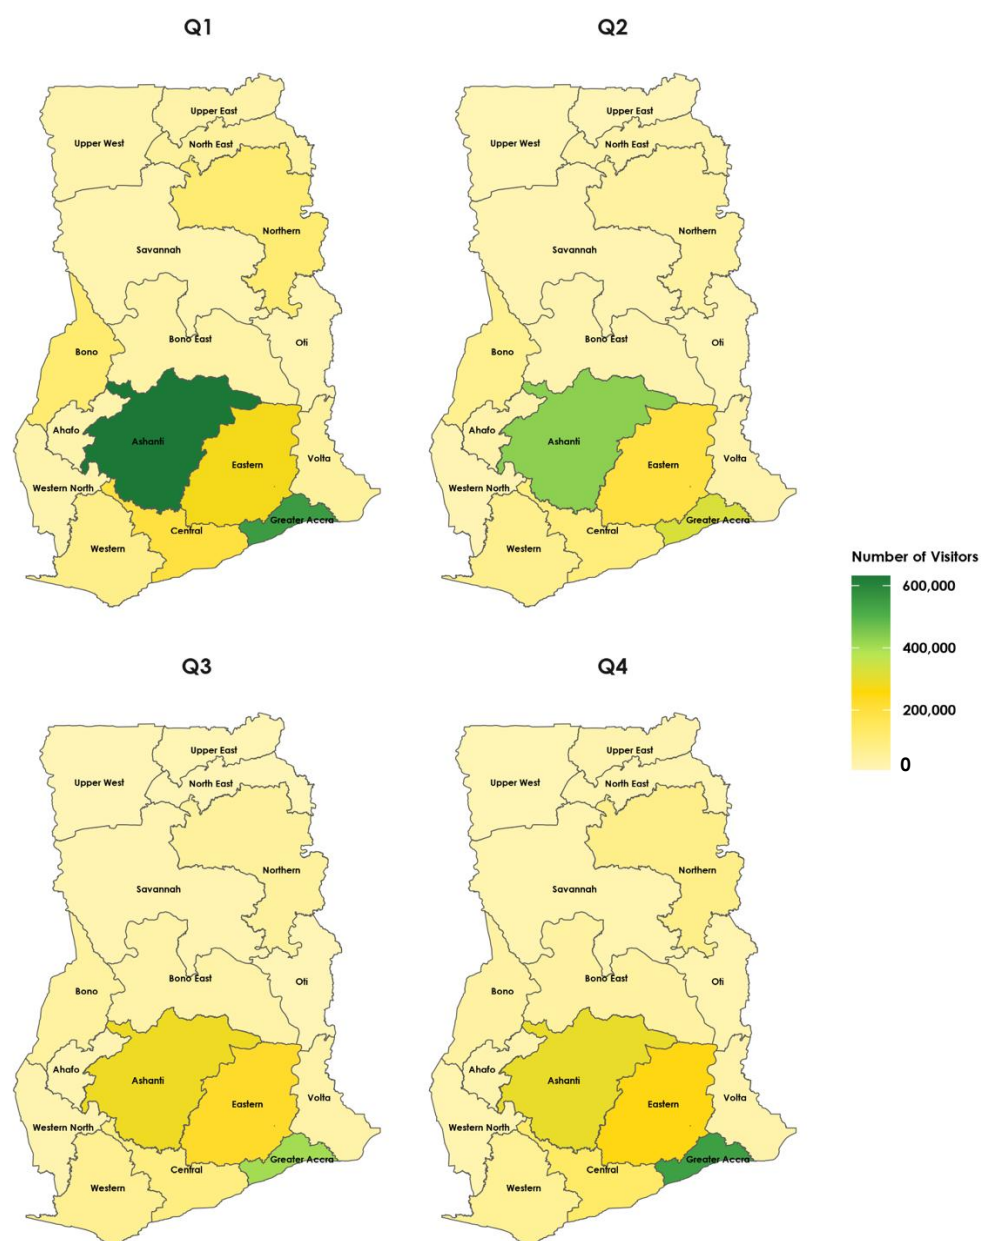 Q1
Upper East
Upper West
North East
Northern
Savannah
Bono East
Oti
Bono
Ahafo
Ashanti
Volta
Eastern
Western North
Greater Accra
Central
Western
Q2
Upper East
Upper West
North East
Northern
Savannah
Bono East
Oti
Bono
Ahafo
Ashanti
Volta
Eastern
Western North
Greater Accra
Central
Western
Number of Visitors
600,000
400,000
200,000
0
Q3
Upper East
Upper West
North East
Northern
Savannah
Bono East
Oti
Bono
Ahafo
Ashanti
Volta
Eastern
Western North
Greater Accra
Central
Western
Q4
Upper East
Upper West
North East
Northern
Savannah
Bono East
Oti
Bono
Ahafo
Ashanti
Volta
Eastern
Western North
Greater Accra
Central
Western